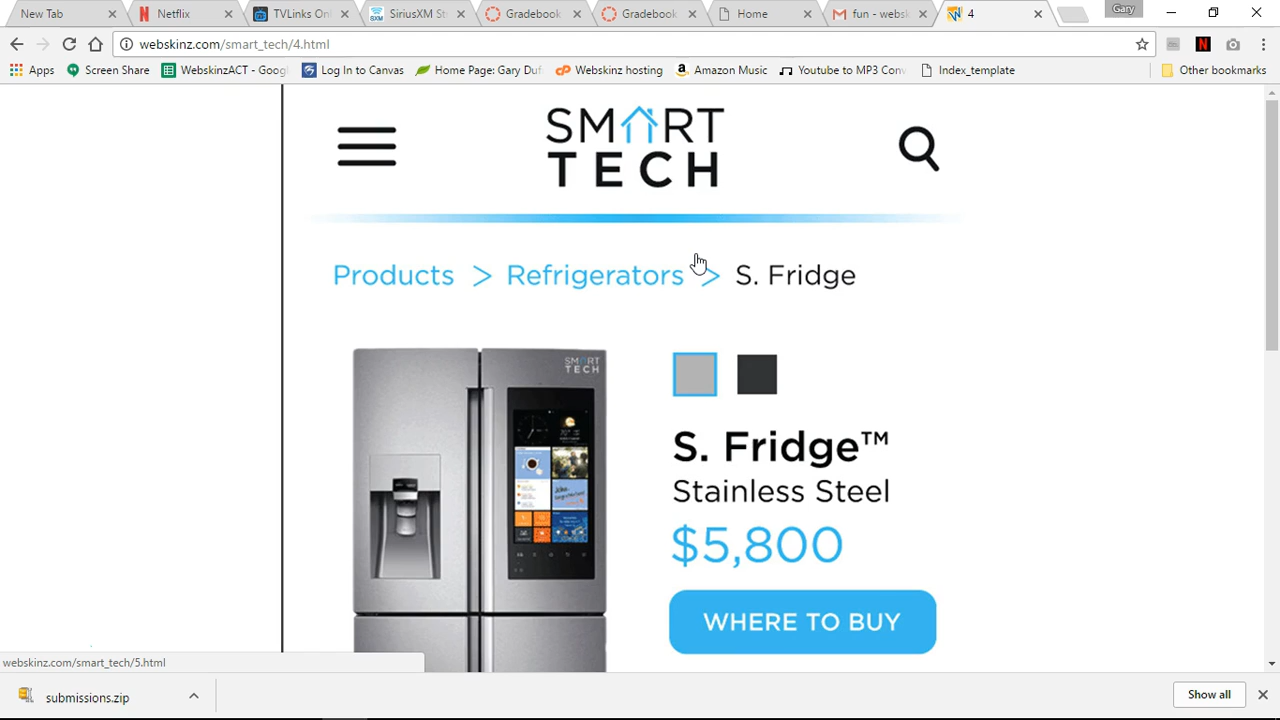 New Tab
Netflix
TVLinks Onl
SiriusXM St
Gradebook
Gradebook
Home
fun - websk
4
Gary
webskinz.com/smart_tech/4.html
Apps
Screen Share
WebskinzACT - Googl
Log In to Canvas
Home Page: Gary Duf
Webskinz hosting
Amazon Music
Youtube to MP3 Conv
Index_template
Other bookmarks
SMART
TECH
Products > Refrigerators > S. Fridge
SMART
TECH
S. Fridge™
Stainless Steel
$5,800
WHERE TO BUY
webskinz.com/smart_tech/5.html
submissions.zip
Show all